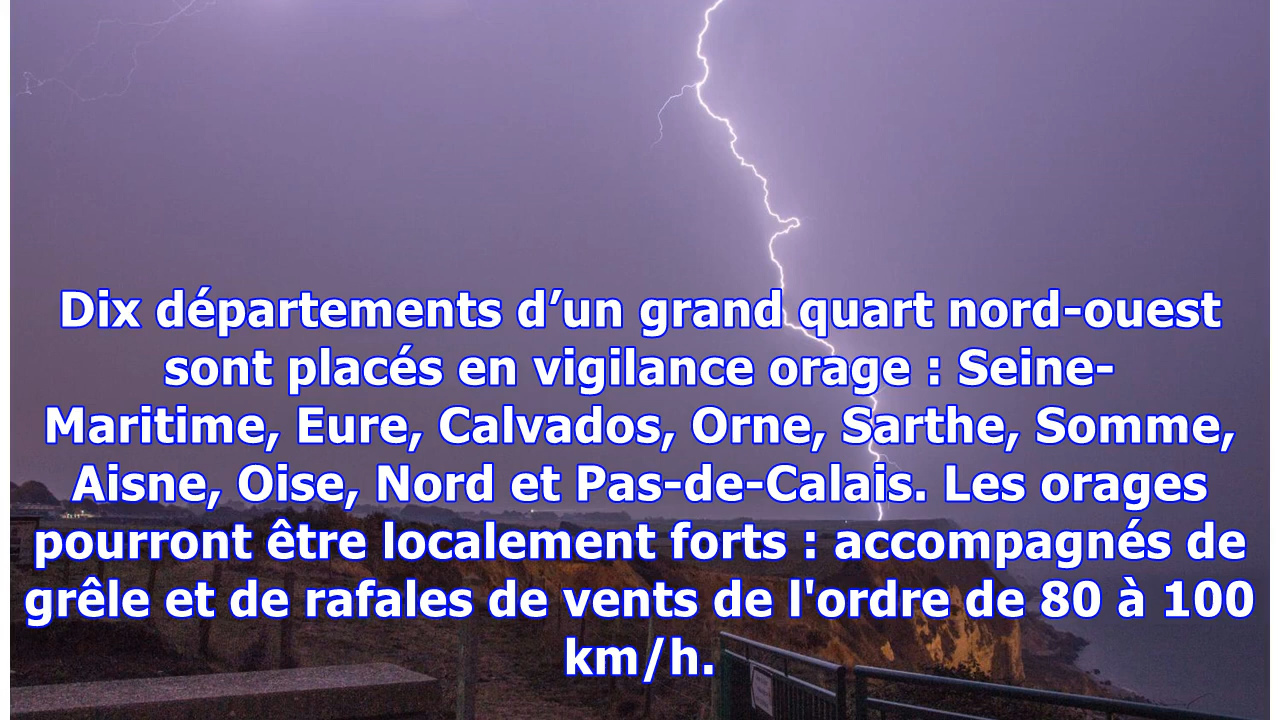 Dix départements d’un grand quart nord-ouest
sont placés en vigilance orage : Seine-
Maritime, Eure, Calvados, Orne, Sarthe, Somme,
Aisne, Oise, Nord et Pas-de-Calais. Les orages
pourront être localement forts : accompagnés de
grêle et de rafales de vents de l'ordre de 80 à 100
km/h.